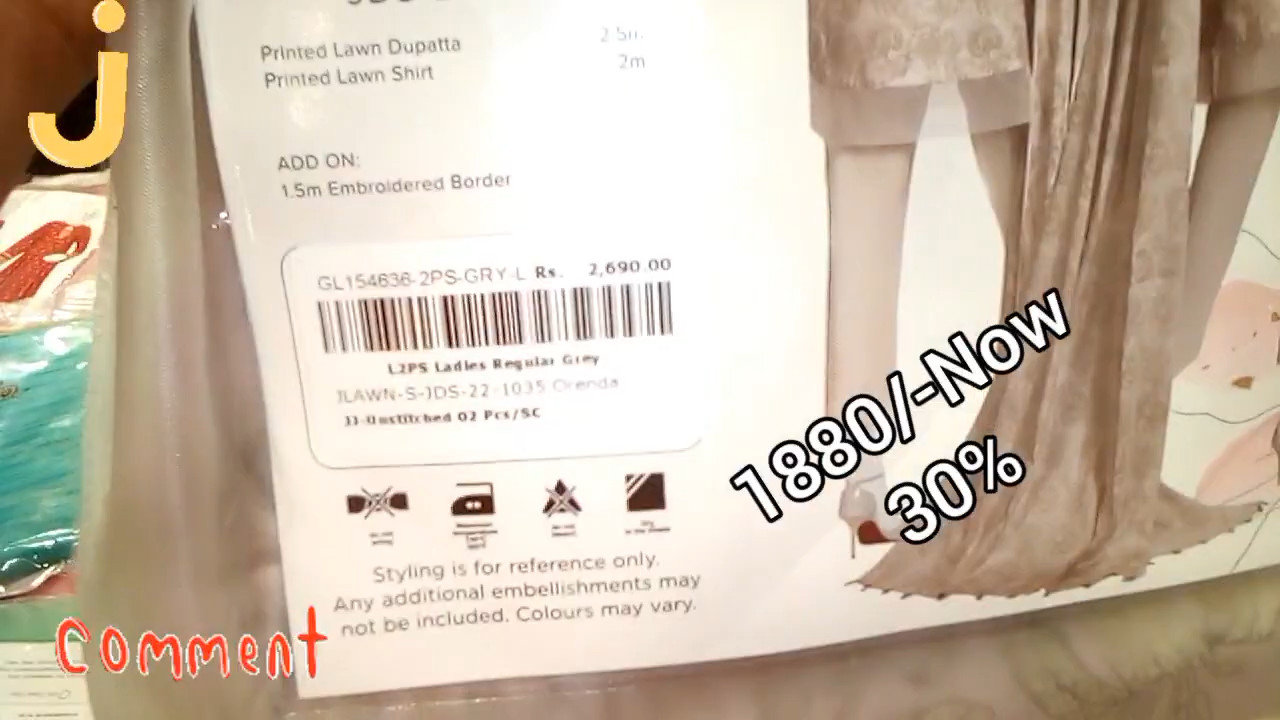 J
Printed Lawn Dupatta 2.5m
Printed Lawn Shirt 2m
ADD ON:
1.5m Embroidered Border
GL154636-2PS-GRY-L Rs. 2,690.00
L2PS Ladies Regular Grey
JLAWN-S-JDS-22-1035 Orenda
JJ-Unstitched 02 Pcs/SC
1880/-Now
30%
Styling is for reference only.
Any additional embellishments may
not be included. Colours may vary.
comment